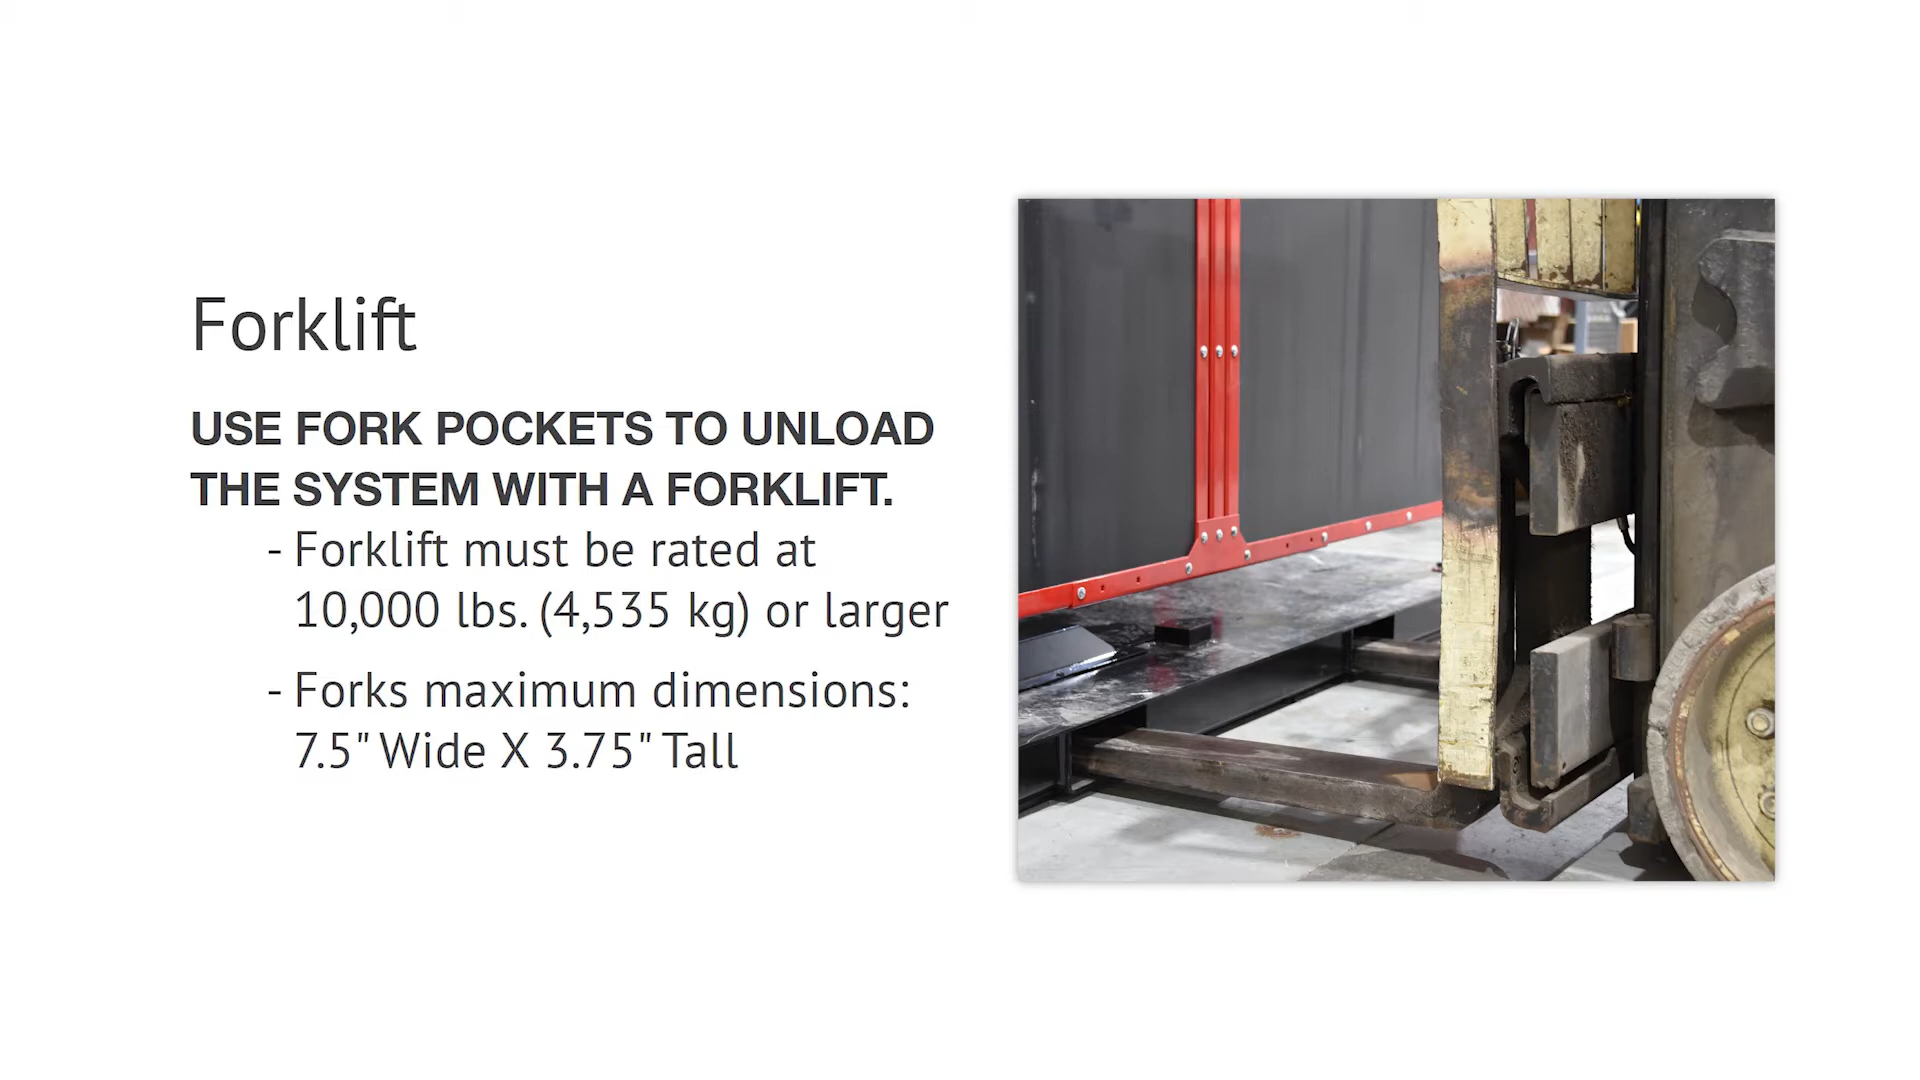 Forklift
USE FORK POCKETS TO UNLOAD
THE SYSTEM WITH A FORKLIFT.
- Forklift must be rated at
10,000 lbs. (4,535 kg) or larger
- Forks maximum dimensions:
7.5" Wide X 3.75" Tall